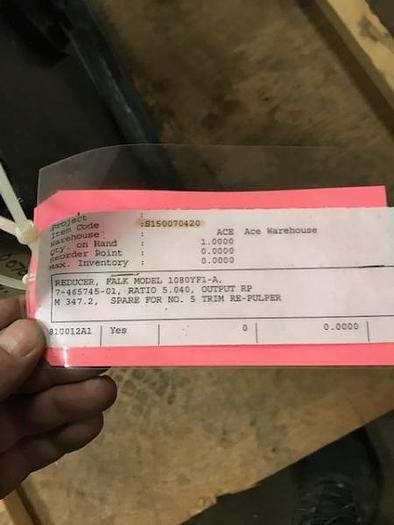 Project :
Item Code :S150070420
Warehouse : ACE Ace Warehouse
Qty. on Hand : 1.0000
Reorder Point : 0.0000
Max. Inventory : 0.0000
REDUCER, FALK MODEL 1080YF1-A,
7-465745-01, RATIO 5.040, OUTPUT RP
M 347.2, SPARE FOR NO. 5 TRIM RE-PULPER
810012A1 Yes 0 0.0000